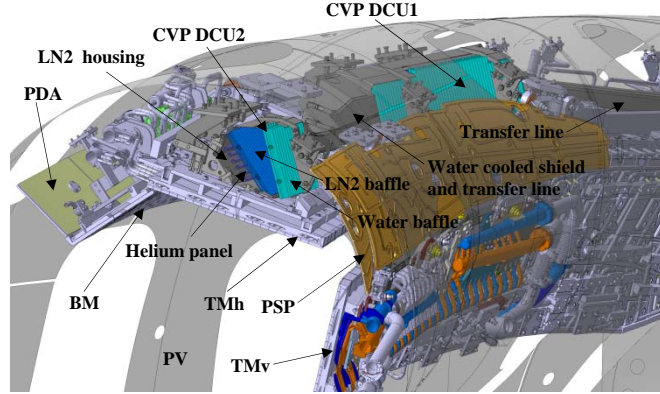 CVP DCU1
CVP DCU2
LN2 housing
PDA
Transfer line
Water cooled shield
and transfer line
LN2 baffle
Water baffle
Helium panel
BM
TMh
PSP
PV
TMv